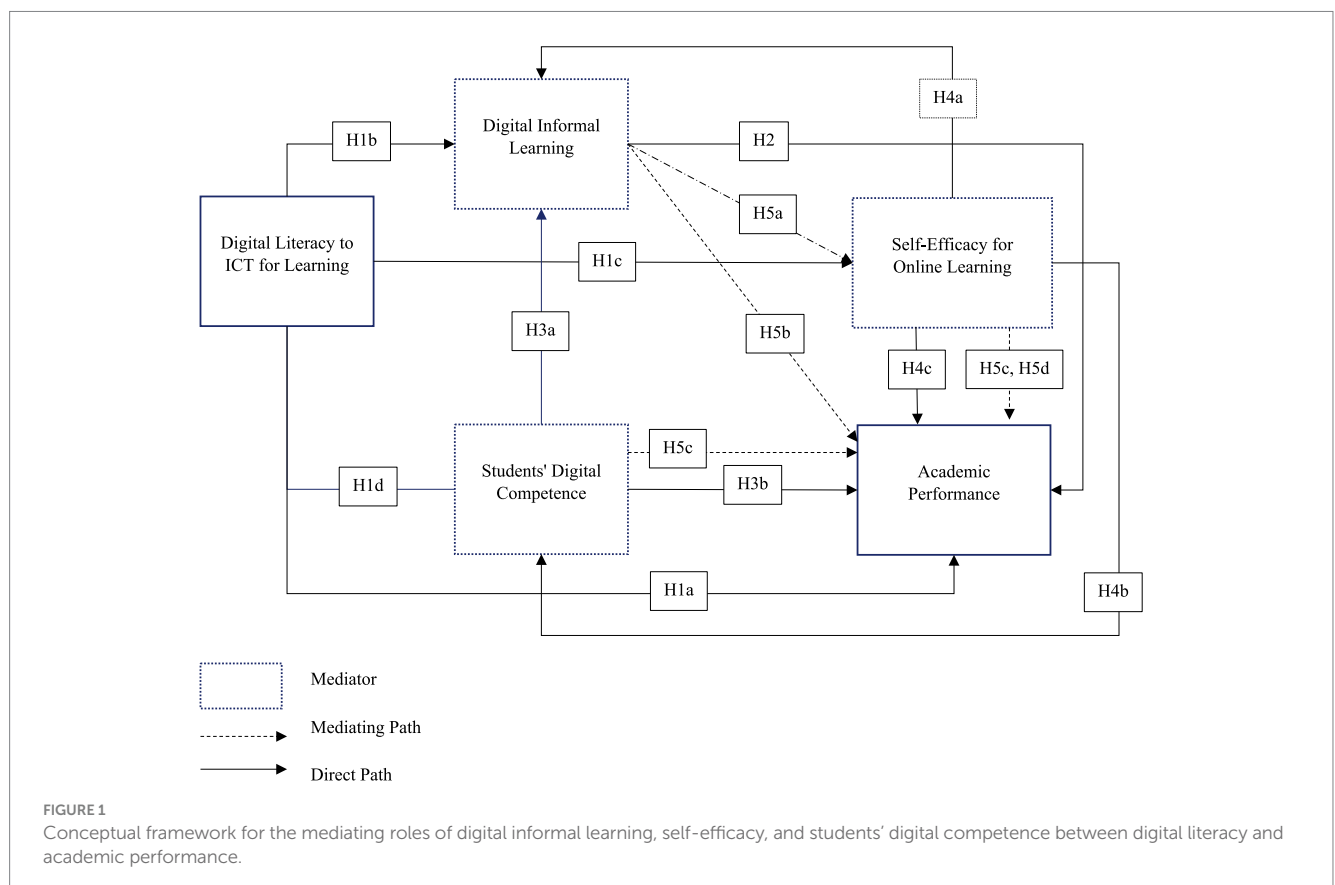 H4a
Digital Informal
Learning
H1b
H2
H5a
Digital Literacy to
ICT for Learning
Self-Efficacy for
Online Learning
H1c
H3a
H5b
H4c
H5c, H5d
Students' Digital
Competence
H5c
Academic
Performance
H1d
H3b
H1a
H4b
Mediator
Mediating Path
Direct Path
FIGURE 1
Conceptual framework for the mediating roles of digital informal learning, self-efficacy, and students’ digital competence between digital literacy and
academic performance.